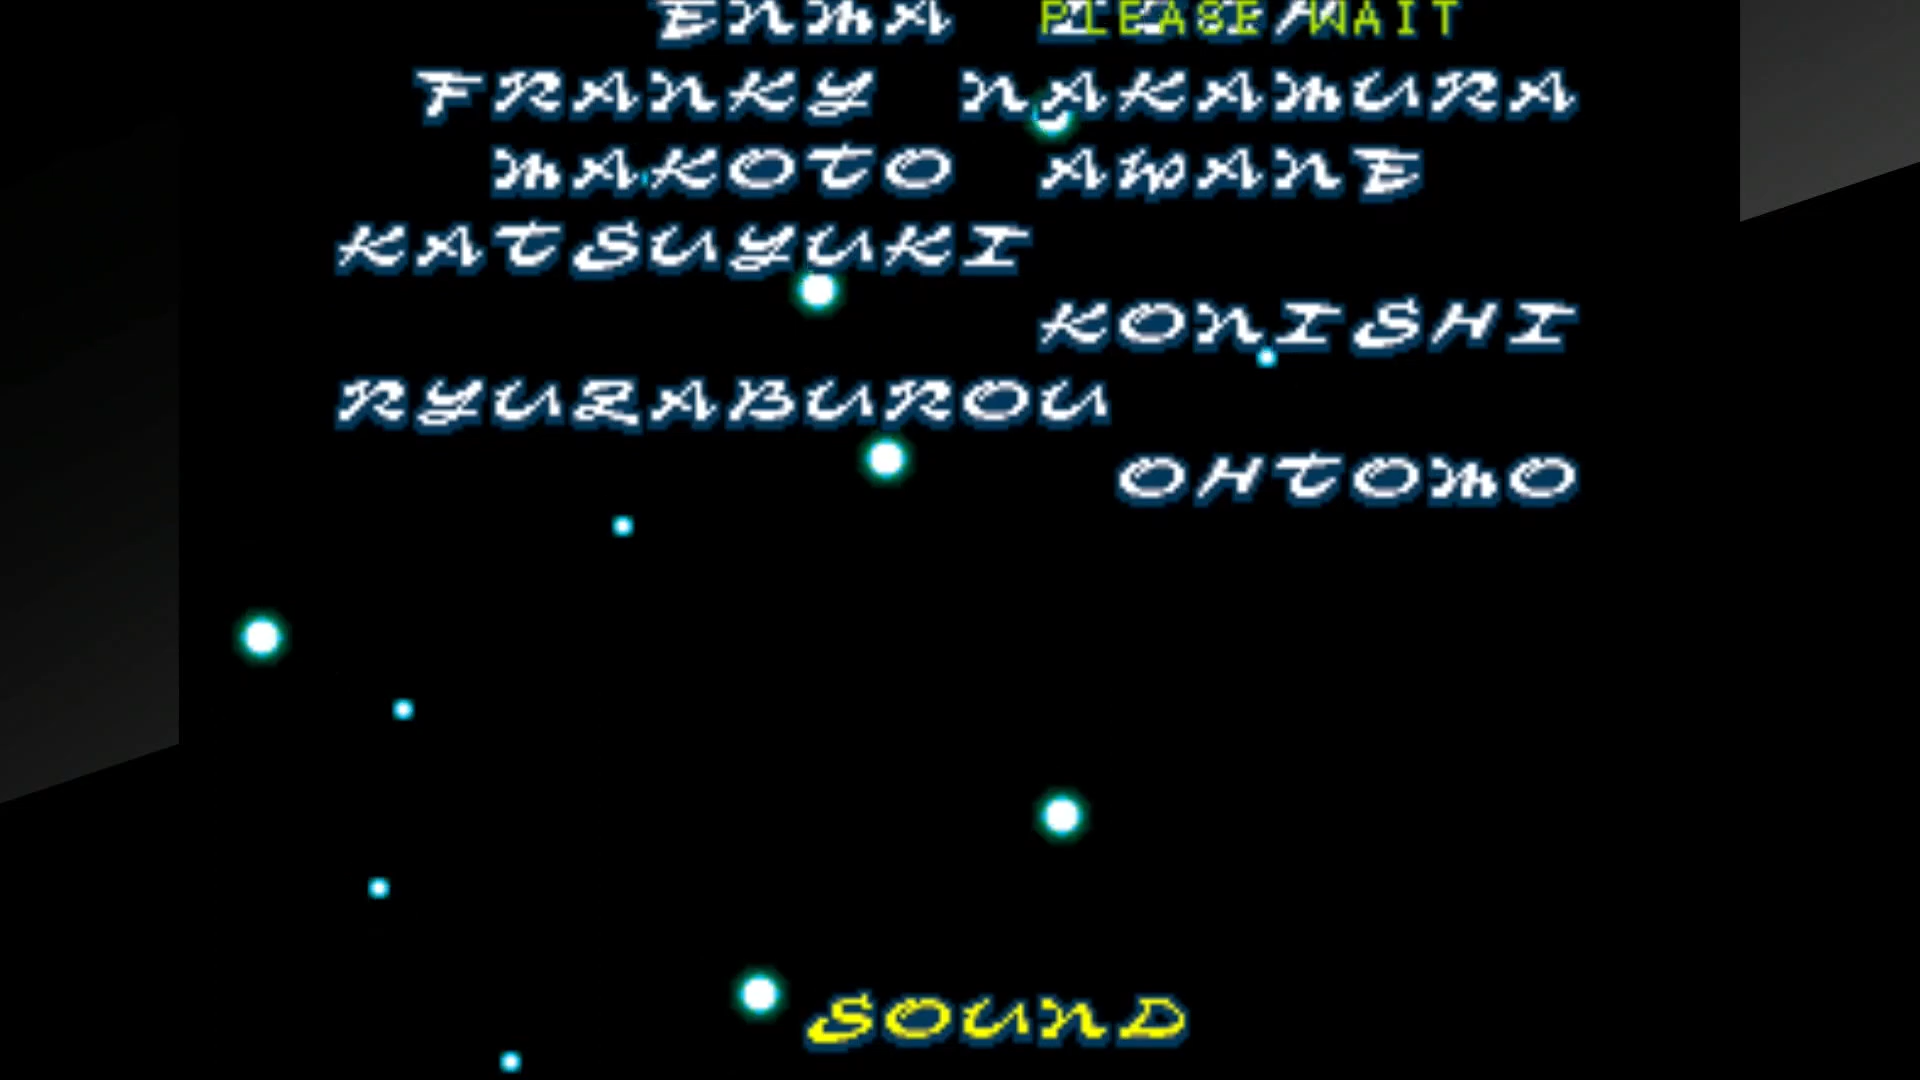 ENMA PLEASE WAIT
FRANKY NAKAMURA
MAKOTO AWANE
KATSUYUKI
KONISHI
RYUZABUROU
OHTOMO
SOUND